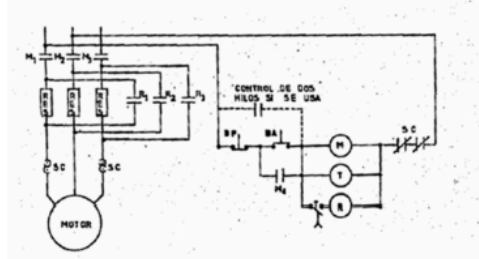 M₁ M₂ M₃
R₁ R₂ R₃
CONTROL DE DOS
HILOS SI SE USA
BP BA M SC
T
M₄
R
SC SC
MOTOR